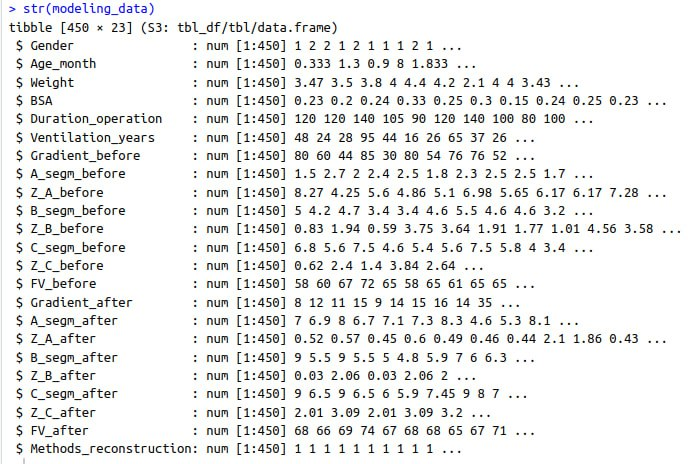 > str(modeling_data)
tibble [450 × 23] (S3: tbl_df/tbl/data.frame)
$ Gender : num [1:450] 1 2 2 1 2 1 1 1 2 1 ...
$ Age_month : num [1:450] 0.333 1.3 0.9 8 1.833 ...
$ Weight : num [1:450] 3.47 3.5 3.8 4 4.4 4.2 2.1 4 4 3.43 ...
$ BSA : num [1:450] 0.23 0.2 0.24 0.33 0.25 0.3 0.15 0.24 0.25 0.23 ...
$ Duration_operation : num [1:450] 120 120 140 105 90 120 140 100 80 100 ...
$ Ventilation_years : num [1:450] 48 24 28 95 44 16 26 65 37 26 ...
$ Gradient_before : num [1:450] 80 60 44 85 30 80 54 76 76 52 ...
$ A_segm_before : num [1:450] 1.5 2.7 2 2.4 2.5 1.8 2.3 2.5 2.5 1.7 ...
$ Z_A_before : num [1:450] 8.27 4.25 5.6 4.86 5.1 6.98 5.65 6.17 6.17 7.28 ...
$ B_segm_before : num [1:450] 5 4.2 4.7 3.4 3.4 4.6 5.5 4.6 4.6 3.2 ...
$ Z_B_before : num [1:450] 0.83 1.94 0.59 3.75 3.64 1.91 1.77 1.01 4.56 3.58 ...
$ C_segm_before : num [1:450] 6.8 5.6 7.5 4.6 5.4 5.6 7.5 5.8 4 3.4 ...
$ Z_C_before : num [1:450] 0.62 2.4 1.4 3.84 2.64 ...
$ FV_before : num [1:450] 58 60 67 72 65 58 65 61 65 65 ...
$ Gradient_after : num [1:450] 8 12 11 15 9 14 15 16 14 35 ...
$ A_segm_after : num [1:450] 7 6.9 8 6.7 7.1 7.3 8.3 4.6 5.3 8.1 ...
$ Z_A_after : num [1:450] 0.52 0.57 0.45 0.6 0.49 0.46 0.44 2.1 1.86 0.43 ...
$ B_segm_after : num [1:450] 9 5.5 9 5.5 5 4.8 5.9 7 6 6.3 ...
$ Z_B_after : num [1:450] 0.03 2.06 0.03 2.06 2 ...
$ C_segm_after : num [1:450] 9 6.5 9 6.5 6 5.9 7.45 9 8 7 ...
$ Z_C_after : num [1:450] 2.01 3.09 2.01 3.09 3.2 ...
$ FV_after : num [1:450] 68 66 69 74 67 68 68 65 67 71 ...
$ Methods_reconstruction: num [1:450] 1 1 1 1 1 1 1 1 1 1 ...